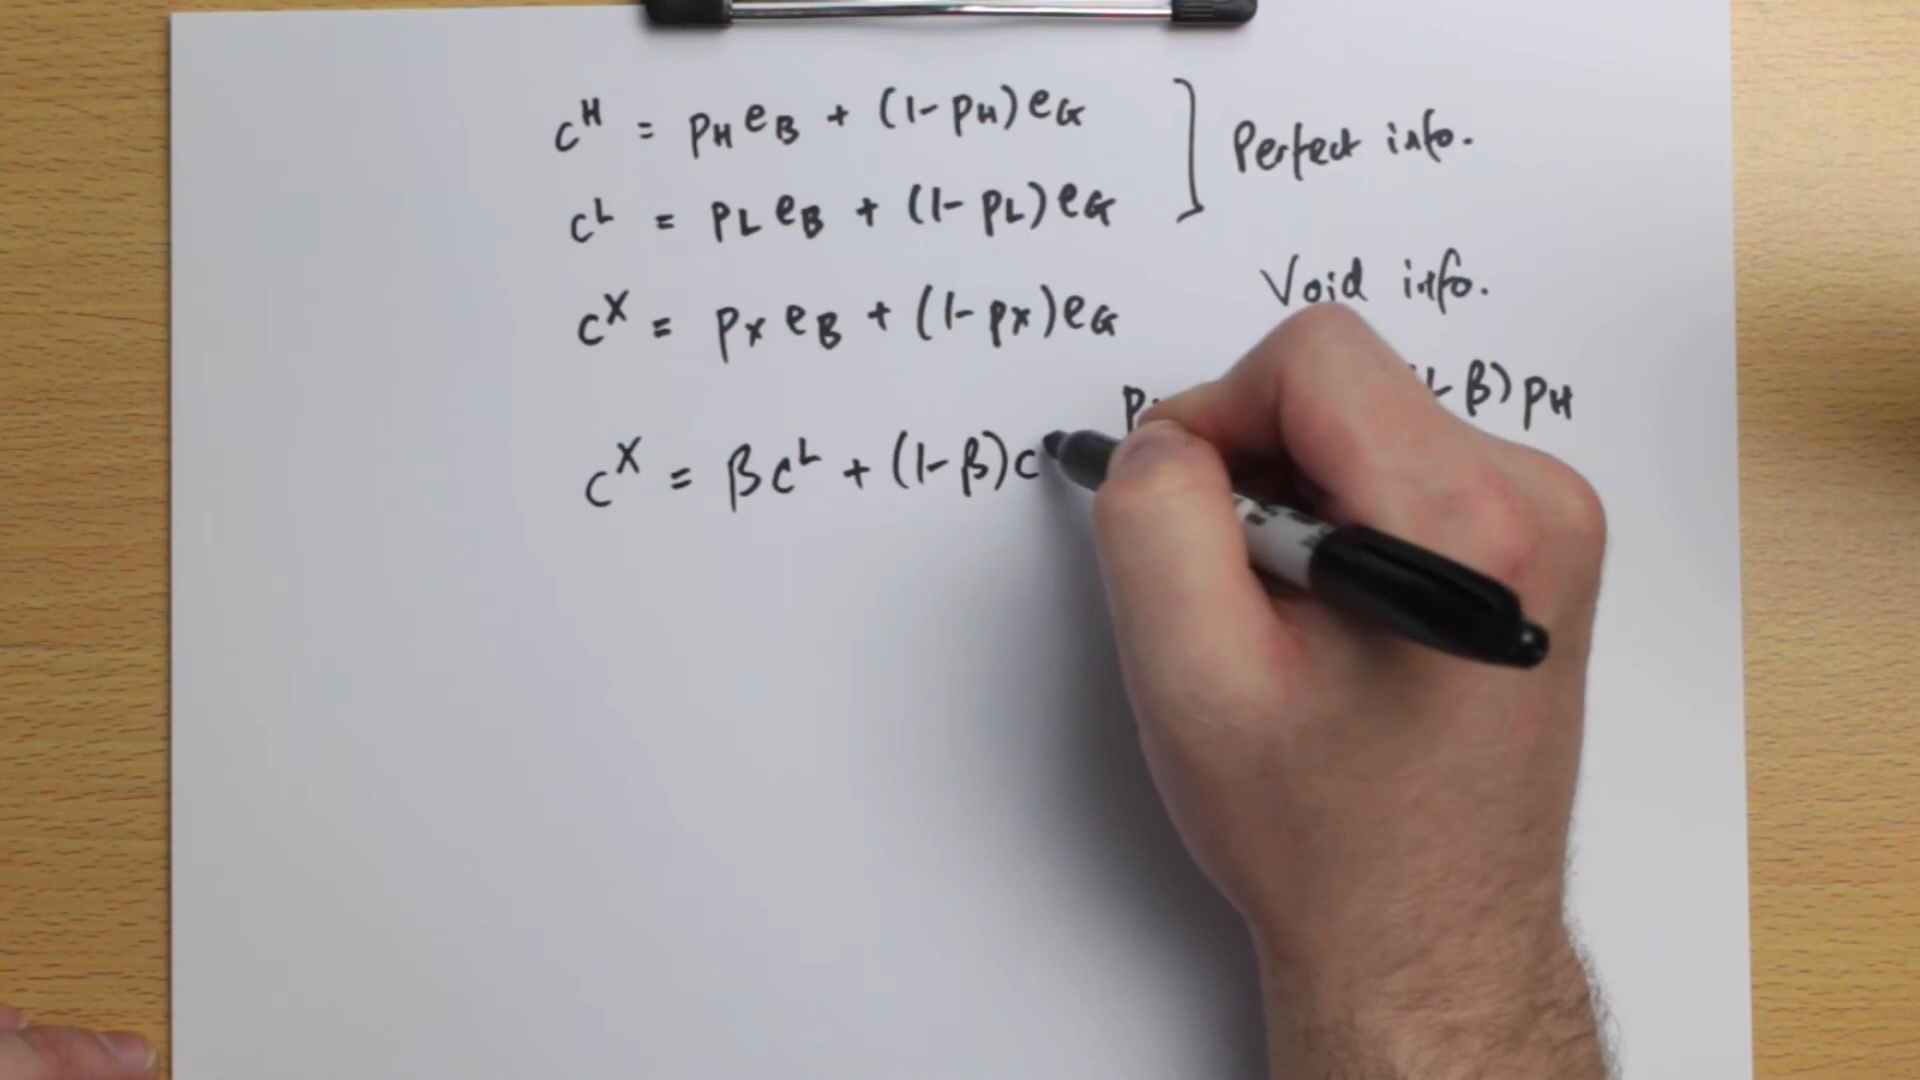 c^H = p_H e_B + (1- p_H) e_G
c^L = p_L e_B + (1- p_L) e_G
Perfect info.
c^X = p_X e_B + (1- p_X) e_G
Void info.
p β) p_H
c^X = β c^L + (1- β) c